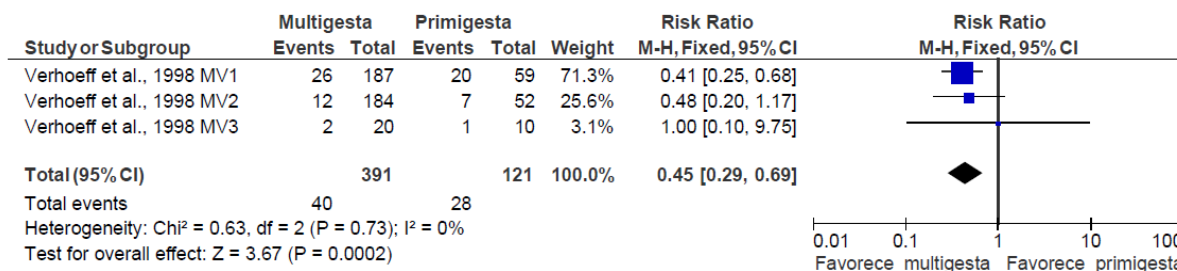 Multigesta Primigesta Risk Ratio Risk Ratio
Study or Subgroup Events Total Events Total Weight M-H, Fixed, 95% CI M-H, Fixed, 95% CI
Verhoeff et al., 1998 MV1 26 187 20 59 71.3% 0.41 [0.25, 0.68]
Verhoeff et al., 1998 MV2 12 184 7 52 25.6% 0.48 [0.20, 1.17]
Verhoeff et al., 1998 MV3 2 20 1 10 3.1% 1.00 [0.10, 9.75]
Total (95% CI) 391 121 100.0% 0.45 [0.29, 0.69]
Total events 40 28
Heterogeneity: Chi² = 0.63, df = 2 (P = 0.73); I² = 0%
Test for overall effect: Z = 3.67 (P = 0.0002)
0.01 0.1 1 10 100
Favorece multigesta Favorece primigesta